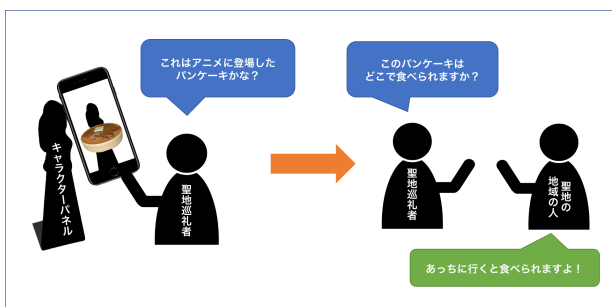 これはアニメに登場した
パンケーキかな？
キャラクターパネル
聖地巡礼者
このパンケーキは
どこで食べられますか？
聖地巡礼者
聖地の
地域の人
あっちに行くと食べられますよ！